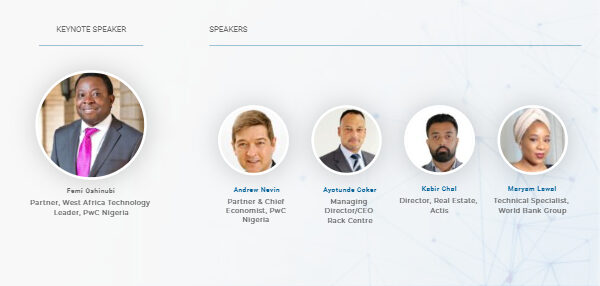 KEYNOTE SPEAKER
SPEAKERS
Femi Oshinubi
Partner, West Africa Technology
Leader, PwC Nigeria
Andrew Nevin
Partner & Chief
Economist, PwC
Nigeria
Ayotunde Coker
Managing
Director/CEO
Rack Centre
Kabir Chal
Director, Real Estate,
Actis
Maryam Lawal
Technical Specialist,
World Bank Group